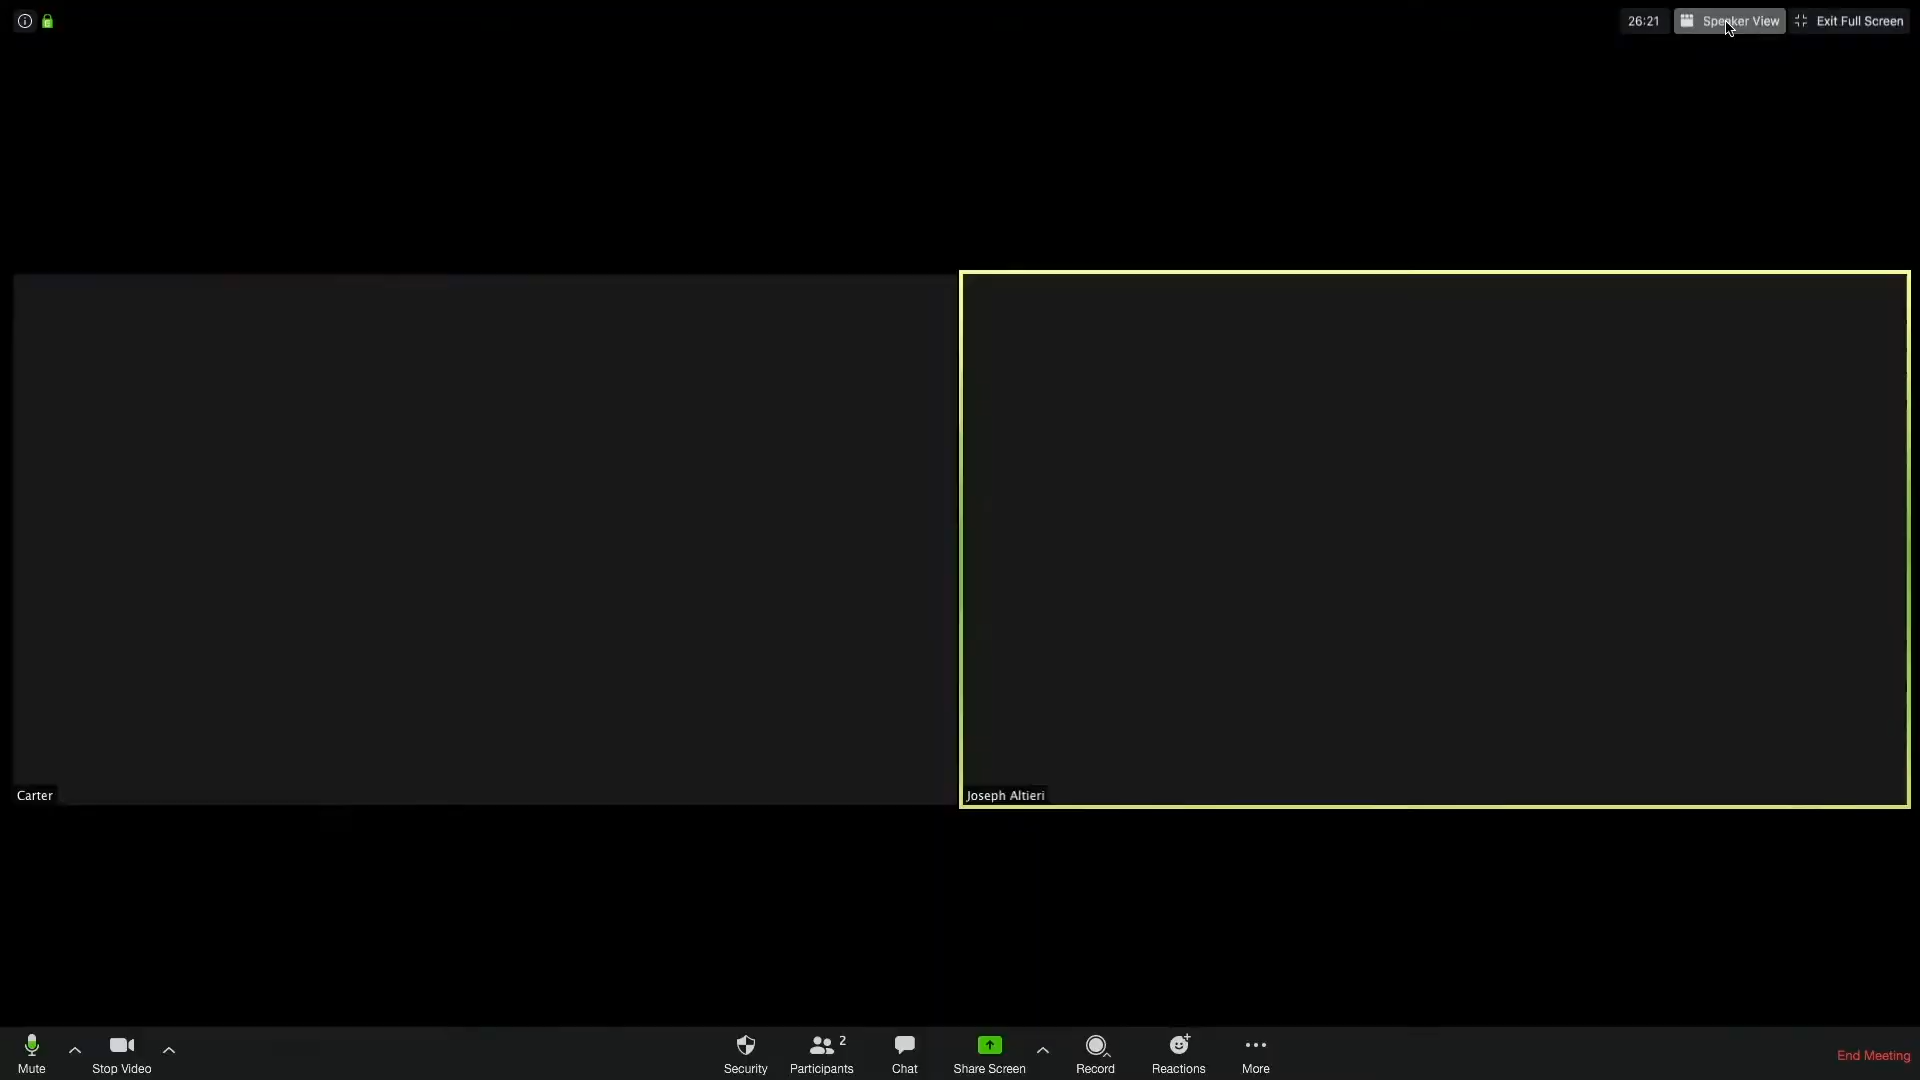 26:21
Speaker View
Exit Full Screen
Carter
Joseph Altieri
Mute
Stop Video
Security
Participants
2
Chat
Share Screen
Record
Reactions
More
End Meeting